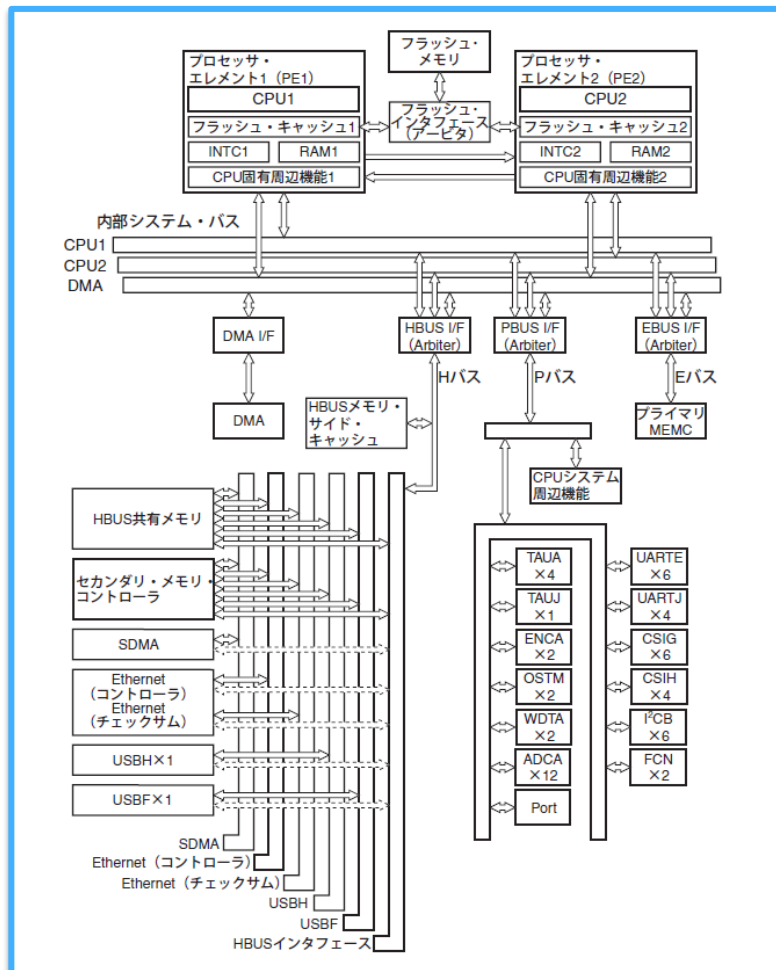 プロセッサ・
エレメント1（PE1）
CPU1
フラッシュ・キャッシュ1
INTC1
RAM1
CPU固有周辺機能1
フラッシュ・
メモリ
フラッシュ・
インタフェース
（アービタ）
プロセッサ・
エレメント2（PE2）
CPU2
フラッシュ・キャッシュ2
INTC2
RAM2
CPU固有周辺機能2
内部システム・バス
CPU1
CPU2
DMA
DMA I/F
HBUS I/F
（Arbiter）
PBUS I/F
（Arbiter）
EBUS I/F
（Arbiter）
Hバス
Pバス
Eバス
DMA
HBUSメモリ・
サイド・
キャッシュ
プライマリ
MEMC
CPUシステム
周辺機能
HBUS共有メモリ
セカンダリ・メモリ・
コントローラ
SDMA
Ethernet
（コントローラ）
Ethernet
（チェックサム）
USBH×1
USBF×1
SDMA
Ethernet（コントローラ）
Ethernet（チェックサム）
USBH
USBF
HBUSインタフェース
TAUA
×4
UARTE
×6
TAUJ
×1
UARTJ
×4
ENCA
×2
CSIG
×6
OSTM
×2
CSIH
×4
WDTA
×2
I²CB
×6
ADCA
×12
FCN
×2
Port